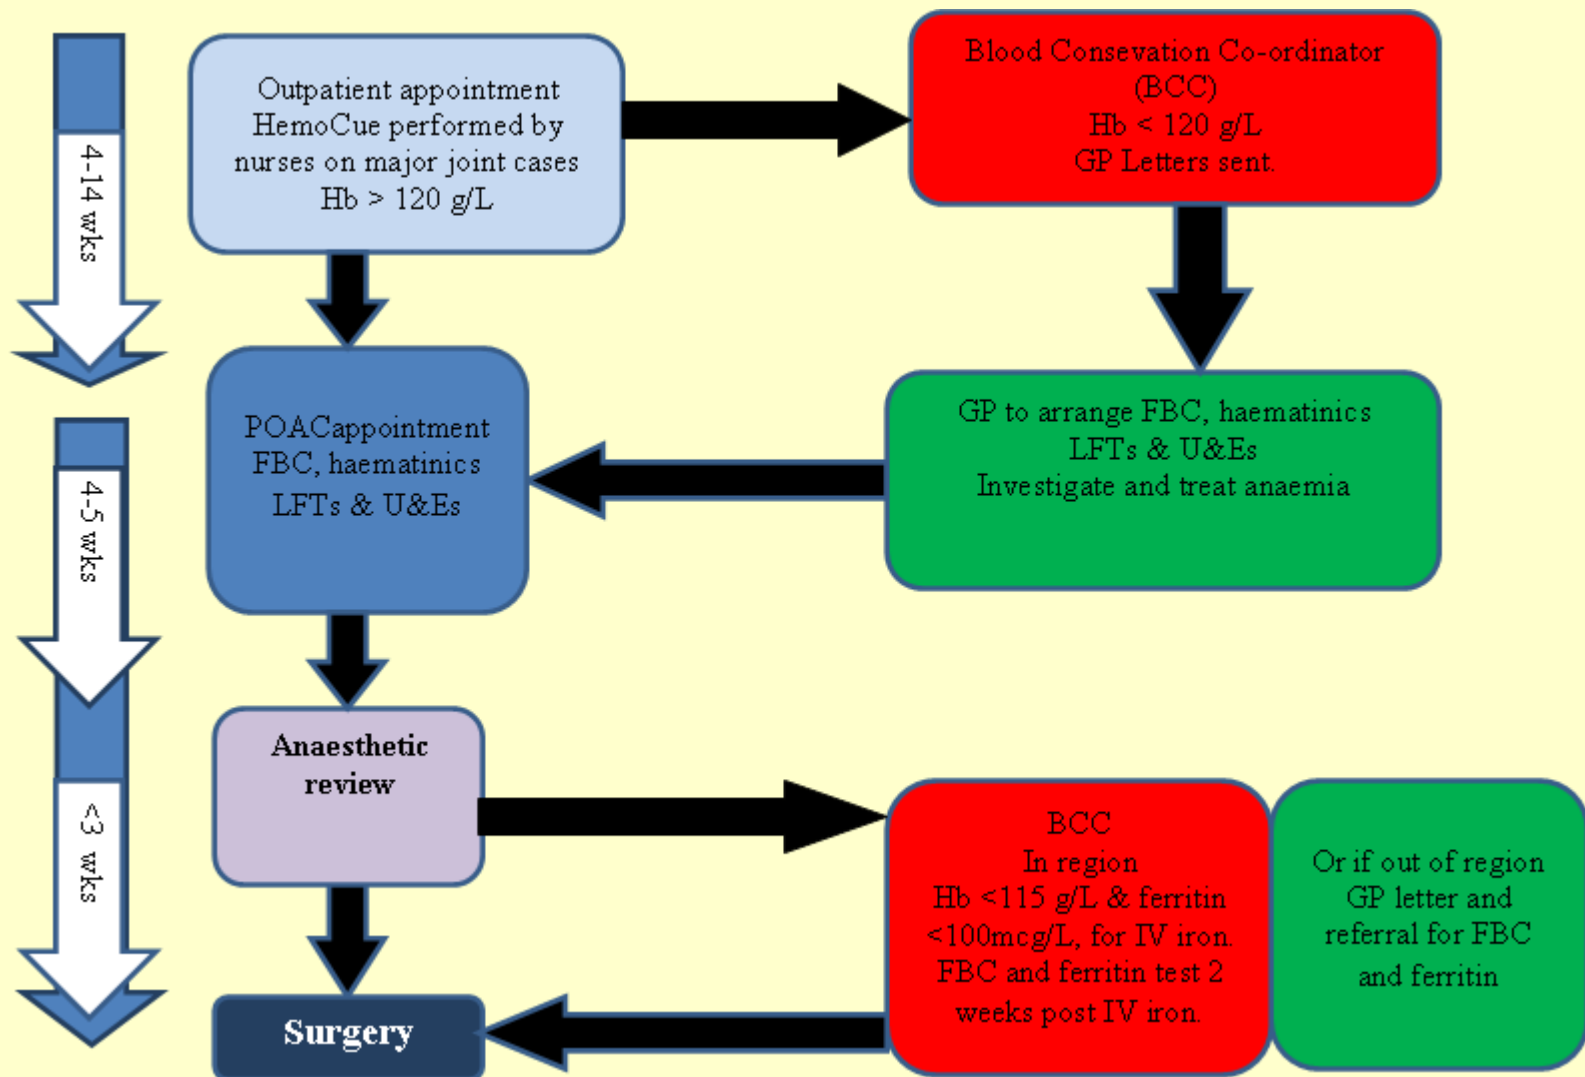 4-14 wks
Outpatient appointment
HemoCue performed by
nurses on major joint cases
Hb > 120 g/L
Blood Consevation Co-ordinator
(BCC)
Hb < 120 g/L
GP Letters sent.
4-5 wks
POACappointment
FBC, haematinics
LFTs & U&Es
GP to arrange FBC, haematinics
LFTs & U&Es
Investigate and treat anaemia
<3 wks
Anaesthetic
review
BCC
In region
Hb <115 g/L & ferritin
<100mcg/L, for IV iron.
FBC and ferritin test 2
weeks post IV iron.
Or if out of region
GP letter and
referral for FBC
and ferritin
Surgery